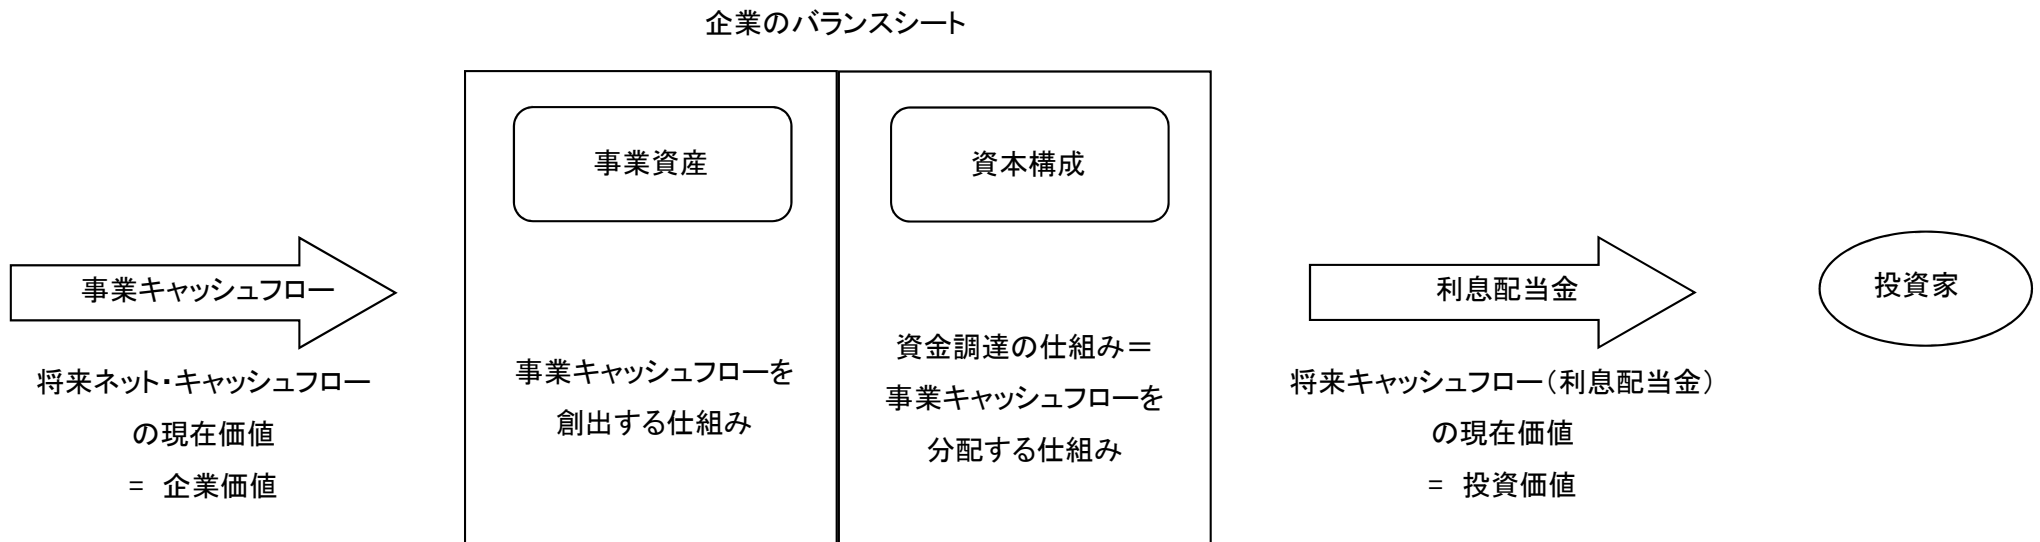 企業のバランスシート
事業資産
資本構成
事業キャッシュフロー
将来ネット・キャッシュフロー
の現在価値
= 企業価値
事業キャッシュフローを
創出する仕組み
資金調達の仕組み＝
事業キャッシュフローを
分配する仕組み
利息配当金
将来キャッシュフロー（利息配当金）
の現在価値
= 投資価値
投資家